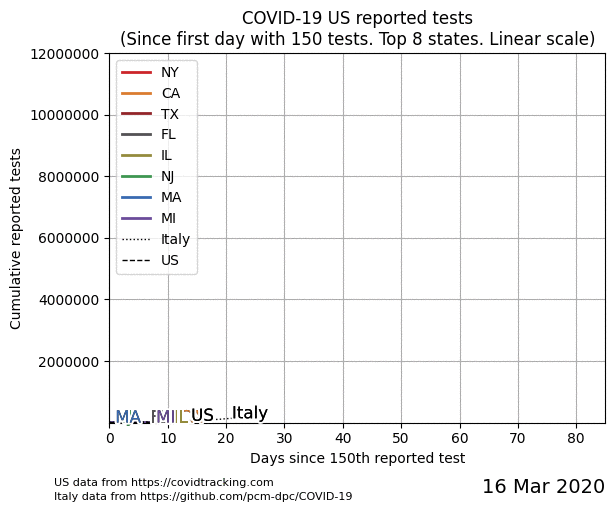 COVID-19 US reported tests
(Since first day with 150 tests. Top 8 states. Linear scale)
12000000
10000000
8000000
6000000
4000000
2000000
Cumulative reported tests
NY
CA
TX
FL
IL
NJ
MA
MI
Italy
US
MA
MI
US
Italy
0 10 20 30 40 50 60 70 80
Days since 150th reported test
US data from https://covidtracking.com
Italy data from https://github.com/pcm-dpc/COVID-19
16 Mar 2020